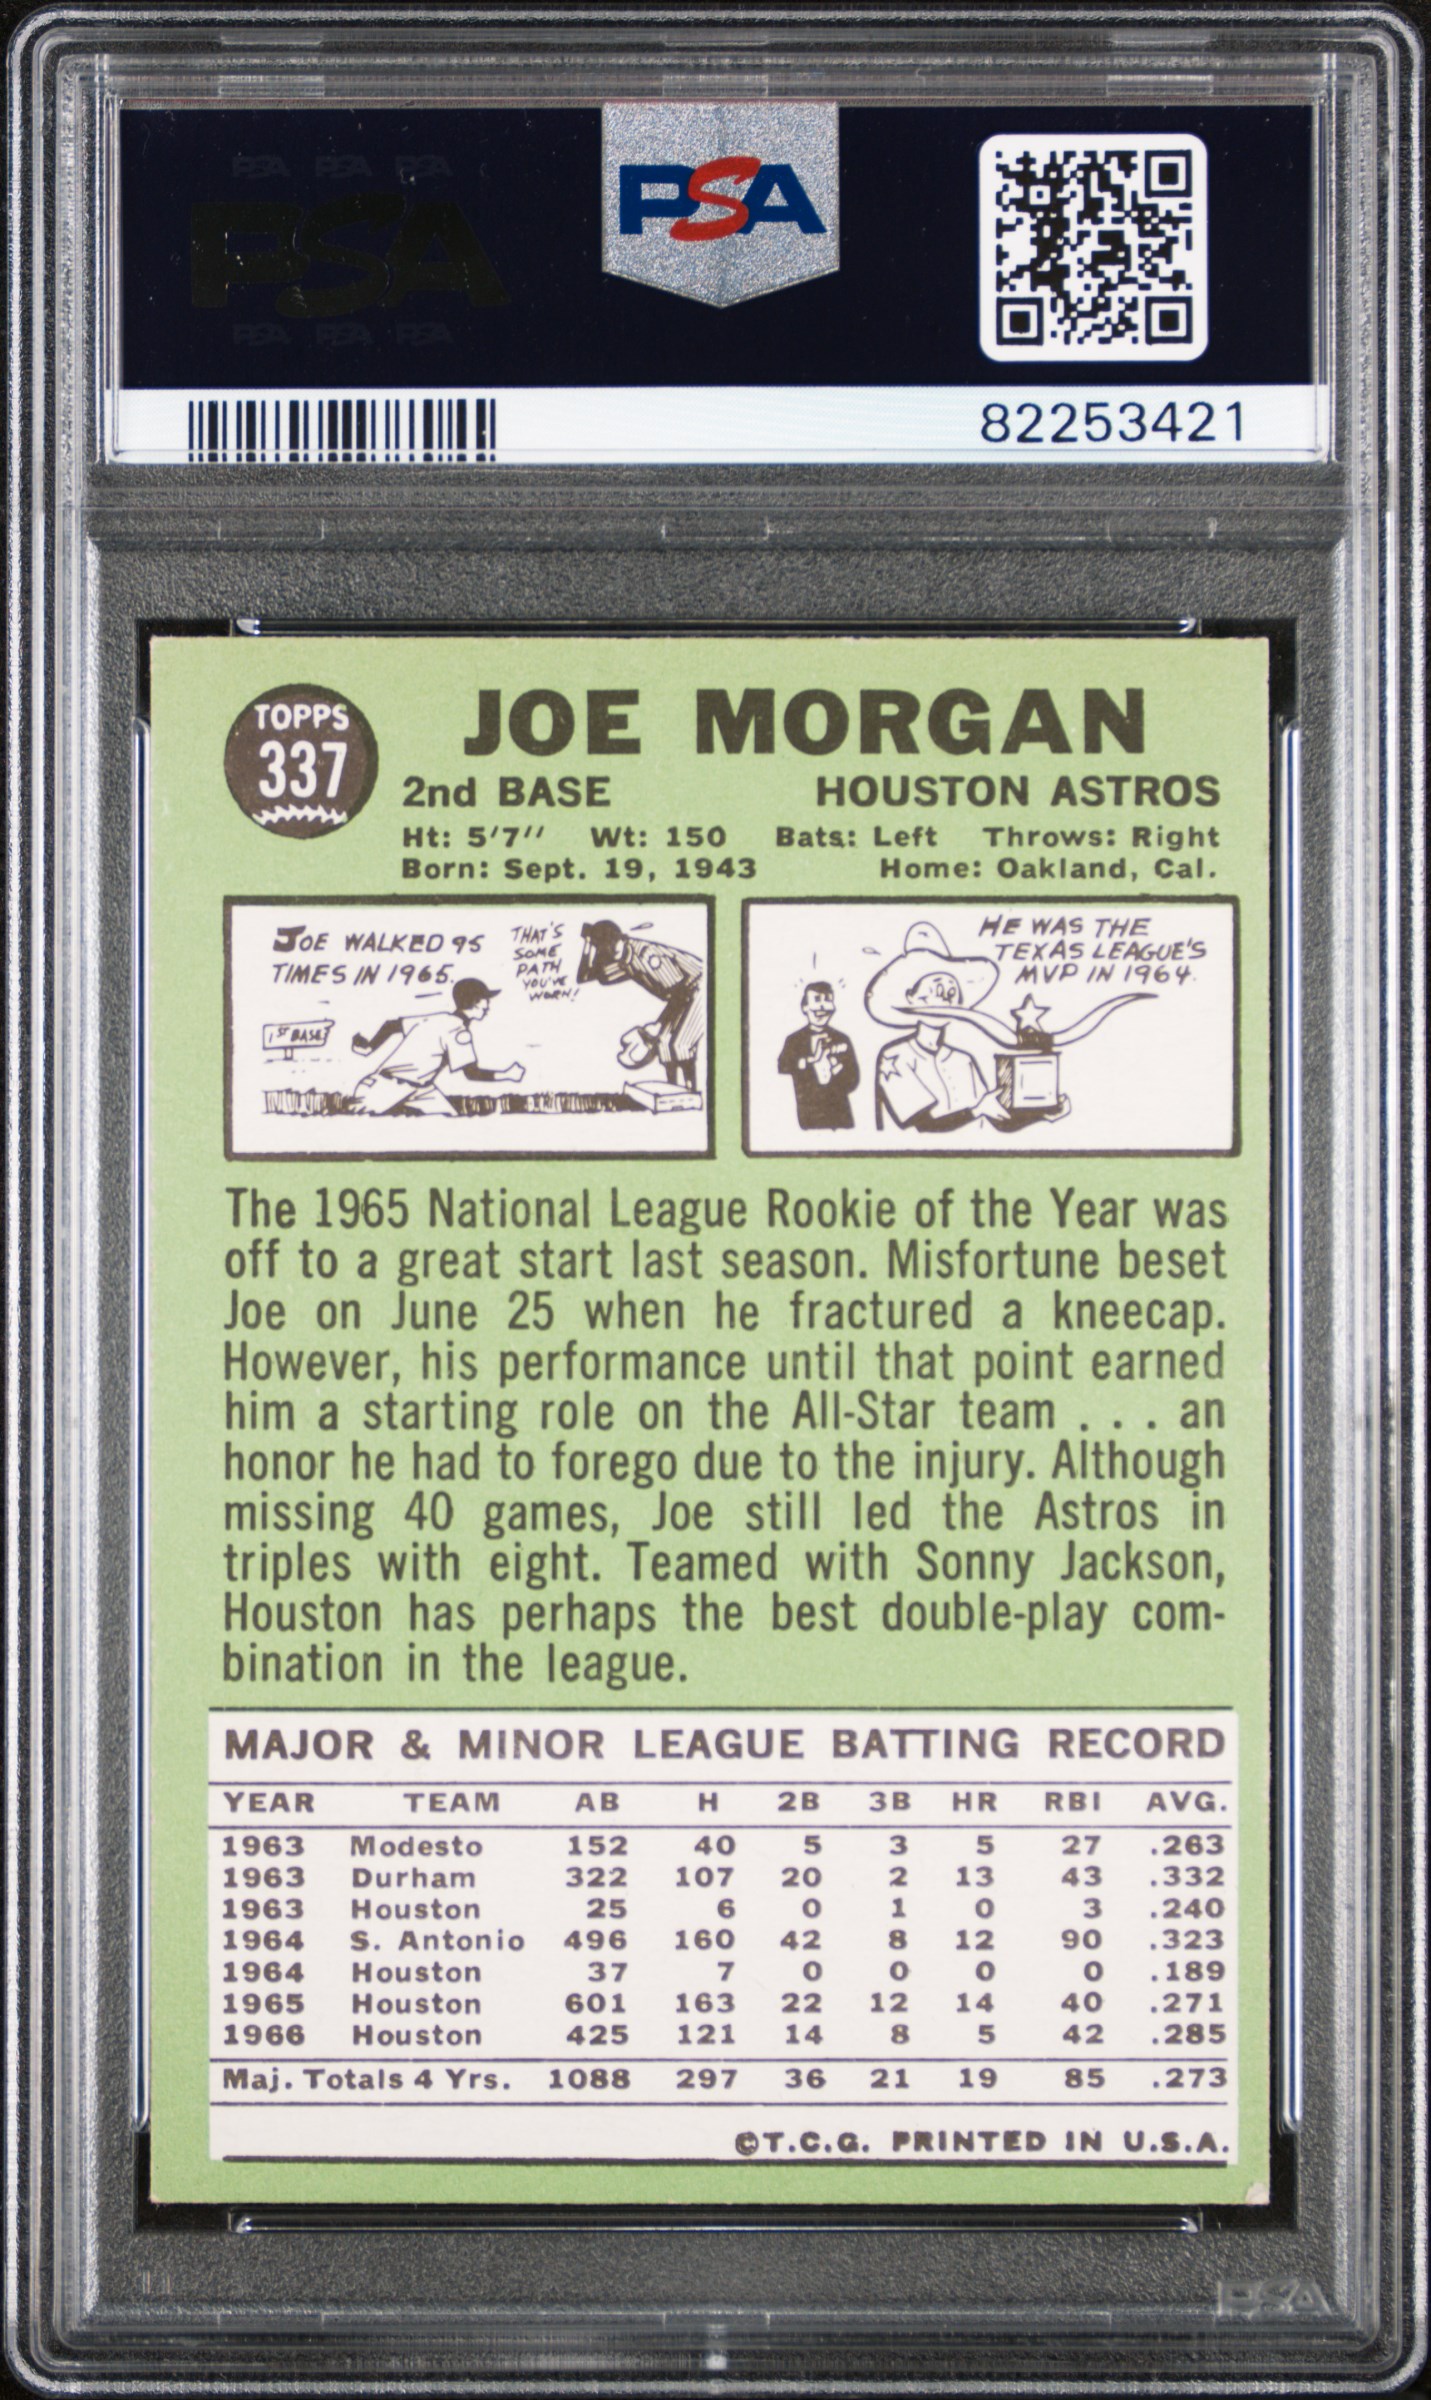 PSA PSA PSA
PSA
PSA PSA PSA
PSA
82253421
TOPPS
337
JOE MORGAN
2nd BASE HOUSTON ASTROS
Ht: 5'7" Wt: 150 Bats: Left Throws: Right
Born: Sept. 19, 1943 Home: Oakland, Cal.
JOE WALKED 95
TIMES IN 1965.
THAT'S
SOME
PATH
YOU'VE
WORN!
1ST BASE
HE WAS THE
TEXAS LEAGUE'S
MVP IN 1964.
The 1965 National League Rookie of the Year was
off to a great start last season. Misfortune beset
Joe on June 25 when he fractured a kneecap.
However, his performance until that point earned
him a starting role on the All-Star team . . . an
honor he had to forego due to the injury. Although
missing 40 games, Joe still led the Astros in
triples with eight. Teamed with Sonny Jackson,
Houston has perhaps the best double-play com-
bination in the league.
MAJOR & MINOR LEAGUE BATTING RECORD
YEAR TEAM AB H 2B 3B HR RBI AVG.
1963 Modesto 152 40 5 3 5 27 .263
1963 Durham 322 107 20 2 13 43 .332
1963 Houston 25 6 0 1 0 3 .240
1964 S. Antonio 496 160 42 8 12 90 .323
1964 Houston 37 7 0 0 0 0 .189
1965 Houston 601 163 22 12 14 40 .271
1966 Houston 425 121 14 8 5 42 .285
Maj. Totals 4 Yrs. 1088 297 36 21 19 85 .273
©T.C.G. PRINTED IN U.S.A.
PSA